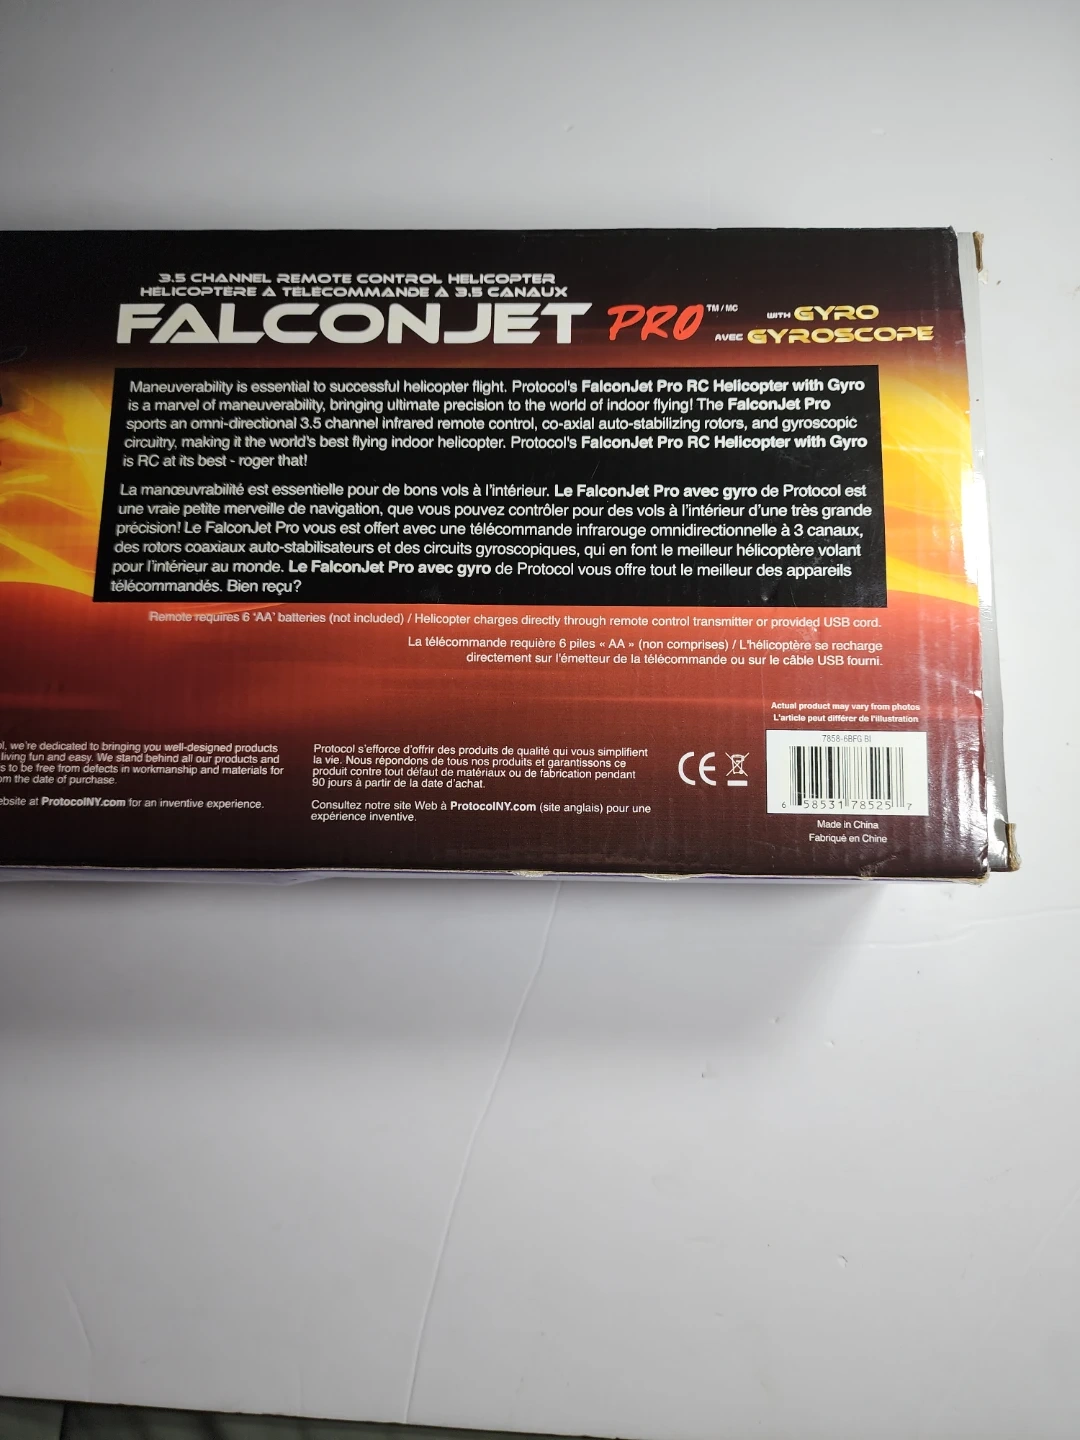 3.5 CHANNEL REMOTE CONTROL HELICOPTER
HÉLICOPTÈRE À TÉLÉCOMMANDE À 3.5 CANAUX
FALCONJET PRO™/MC WITH GYRO
AVEC GYROSCOPE
Maneuverability is essential to successful helicopter flight. Protocol's FalconJet Pro RC Helicopter with Gyro
is a marvel of maneuverability, bringing ultimate precision to the world of indoor flying! The FalconJet Pro
sports an omni-directional 3.5 channel infrared remote control, co-axial auto-stabilizing rotors, and gyroscopic
circuitry, making it the world's best flying indoor helicopter. Protocol's FalconJet Pro RC Helicopter with Gyro
is RC at its best - roger that!
La manœuvrabilité est essentielle pour de bons vols à l'intérieur. Le FalconJet Pro avec gyro de Protocol est
une vraie petite merveille de navigation, que vous pouvez contrôler pour des vols à l'intérieur d'une très grande
précision! Le FalconJet Pro vous est offert avec une télécommande infrarouge omnidirectionnelle à 3 canaux,
des rotors coaxiaux auto-stabilisateurs et des circuits gyroscopiques, qui en font le meilleur hélicoptère volant
pour l'intérieur au monde. Le FalconJet Pro avec gyro de Protocol vous offre tout le meilleur des appareils
télécommandés. Bien reçu?
Remote requires 6 'AA' batteries (not included) / Helicopter charges directly through remote control transmitter or provided USB cord.
La télécommande requière 6 piles « AA » (non comprises) / L'hélicoptère se recharge
directement sur l'émetteur de la télécommande ou sur le câble USB fourni.
Actual product may vary from photos
L'article peut différer de l'illustration
we're dedicated to bringing you well-designed products
living fun and easy. We stand behind all our products and
to be free from defects in workmanship and materials for
the date of purchase.
at ProtocolNY.com for an inventive experience.
Protocol s'efforce d'offrir des produits de qualité qui vous simplifient
la vie. Nous répondons de tous nos produits et garantissons ce
produit contre tout défaut de matériaux ou de fabrication pendant
90 jours à partir de la date d'achat.
Consultez notre site Web à ProtocolNY.com (site anglais) pour une
expérience inventive.
CE
7858-6BFG BI
6 58531 78525 7
Made in China
Fabriqué en Chine